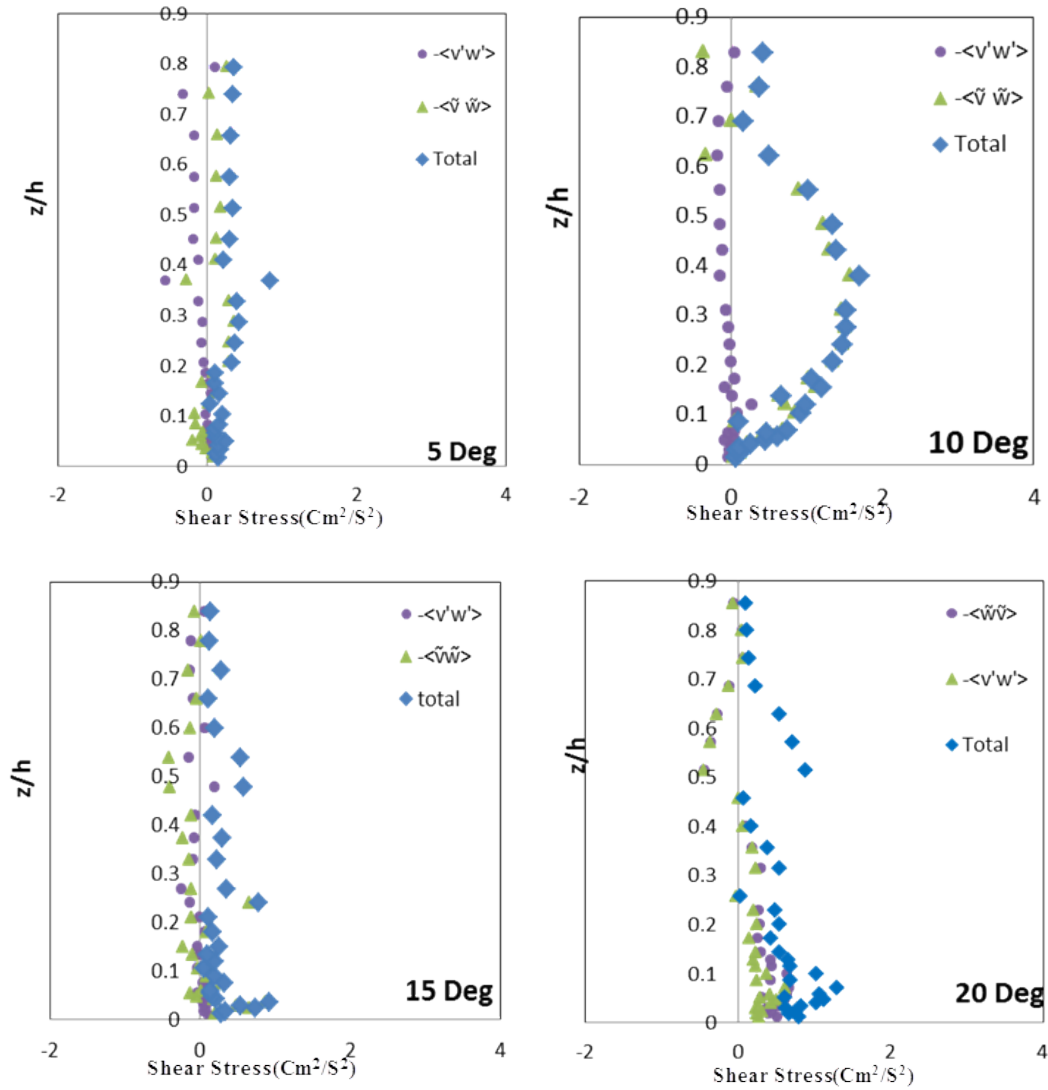 0.9
0.8
0.7
0.6
0.5
0.4
0.3
0.2
0.1
0
z/h
-<v'w'>
-<ṽ w̃>
Total
5 Deg
-2
0
2
4
Shear Stress(Cm²/S²)
0.9
0.8
0.7
0.6
0.5
0.4
0.3
0.2
0.1
0
z/h
-<v'w'>
-<ṽ w̃>
Total
10 Deg
-2
0
2
4
Shear Stress(Cm²/S²)
0.9
0.8
0.7
0.6
0.5
0.4
0.3
0.2
0.1
0
z/h
-<v'w'>
-<ṽw̃>
total
15 Deg
-2
0
2
4
Shear Stress(Cm²/S²)
0.9
0.8
0.7
0.6
0.5
0.4
0.3
0.2
0.1
0
z/h
-<w̃ṽ>
-<v'w'>
Total
20 Deg
-2
0
2
4
Shear Stress(Cm²/S²)